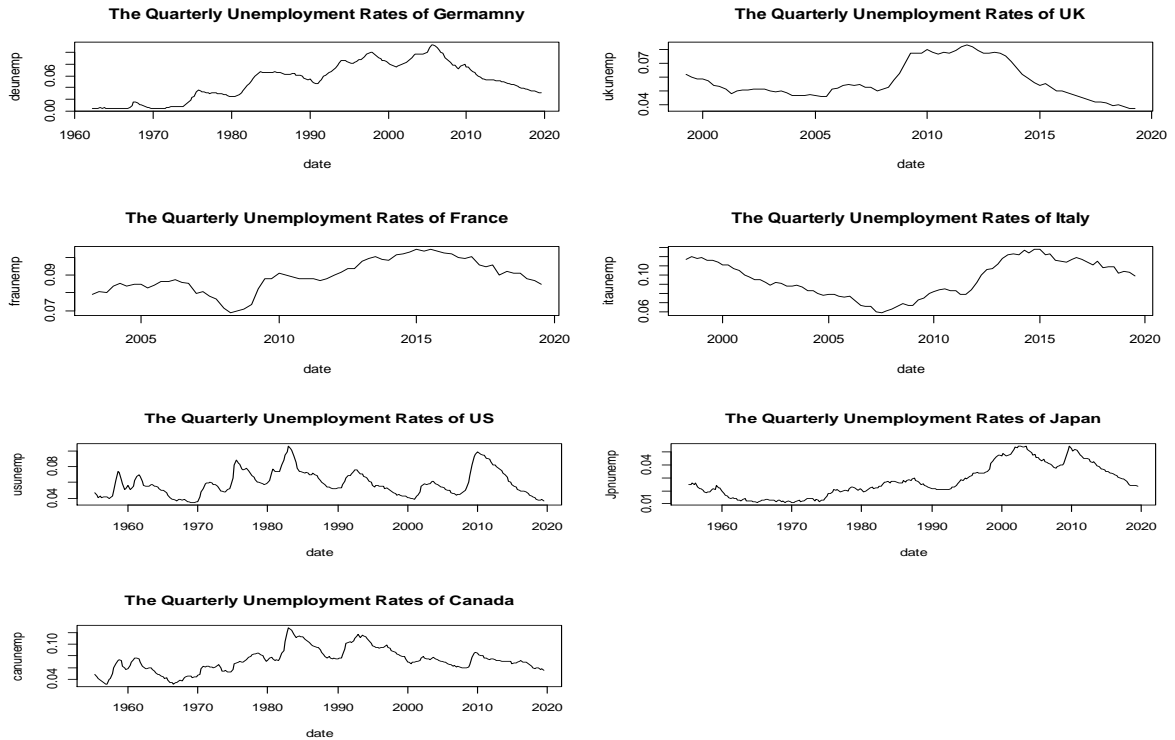 The Quarterly Unemployment Rates of Germamny
deunemp
0.00 0.06
1960 1970 1980 1990 2000 2010 2020
date
The Quarterly Unemployment Rates of UK
ukunemp
0.04 0.07
2000 2005 2010 2015 2020
date
The Quarterly Unemployment Rates of France
fraunemp
0.07 0.09
2005 2010 2015 2020
date
The Quarterly Unemployment Rates of Italy
itaunemp
0.06 0.10
2000 2005 2010 2015 2020
date
The Quarterly Unemployment Rates of US
usunemp
0.04 0.08
1960 1970 1980 1990 2000 2010 2020
date
The Quarterly Unemployment Rates of Japan
Jpnunemp
0.01 0.04
1960 1970 1980 1990 2000 2010 2020
date
The Quarterly Unemployment Rates of Canada
canunemp
0.04 0.10
1960 1970 1980 1990 2000 2010 2020
date